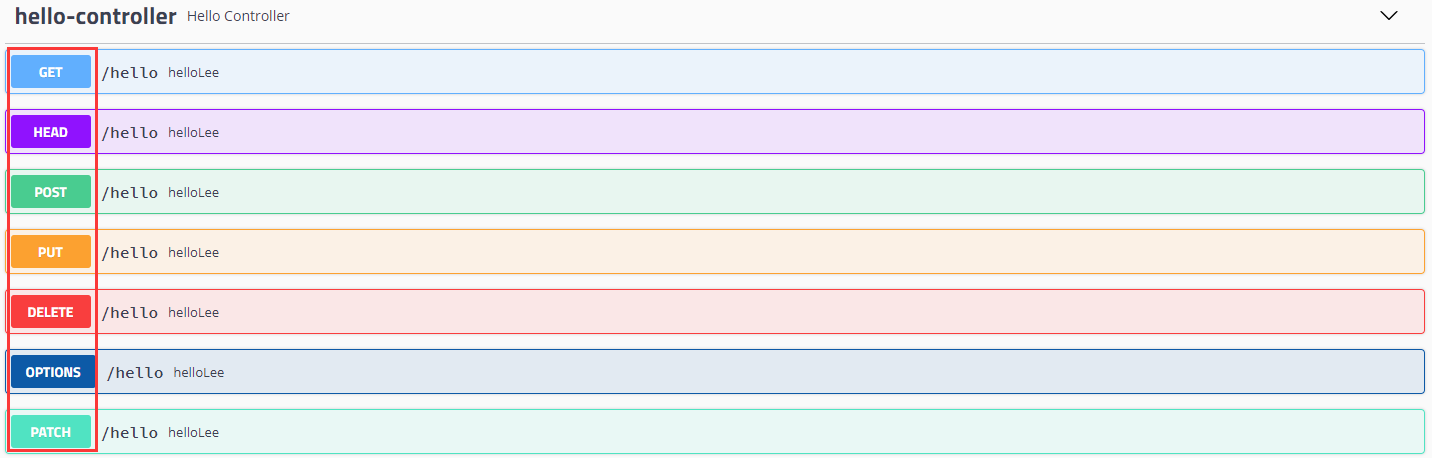 hello-controller Hello Controller
GET /hello helloLee
HEAD /hello helloLee
POST /hello helloLee
PUT /hello helloLee
DELETE /hello helloLee
OPTIONS /hello helloLee
PATCH /hello helloLee